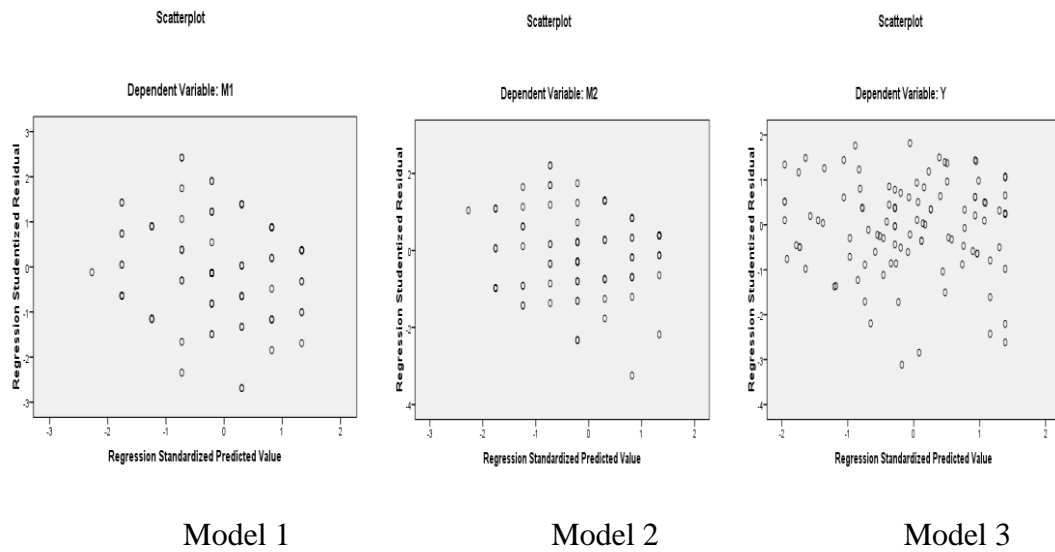 Scatterplot
Dependent Variable: M1
Regression Studentized Residual
3
2
1
0
-1
-2
-3
-3
-2
-1
0
1
2
Regression Standardized Predicted Value
Model 1
Scatterplot
Dependent Variable: M2
Regression Studentized Residual
2
0
-2
-4
-3
-2
-1
0
1
2
Regression Standardized Predicted Value
Model 2
Scatterplot
Dependent Variable: Y
Regression Studentized Residual
2
1
0
-1
-2
-3
-4
-2
-1
0
1
2
Regression Standardized Predicted Value
Model 3